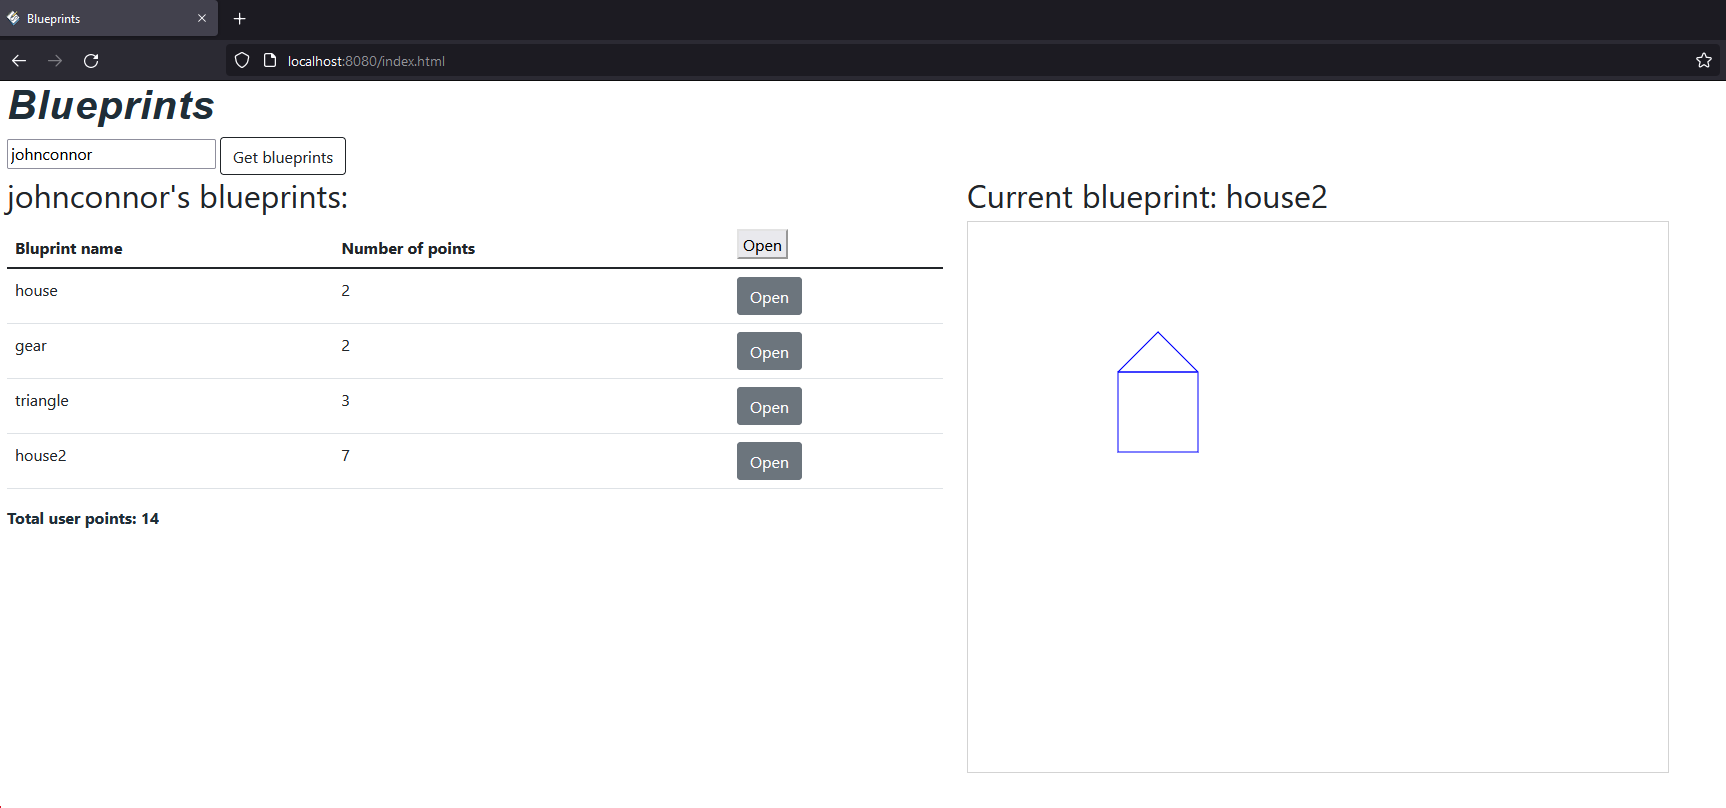 Blueprints
localhost:8080/index.html
Blueprints
johnconnor
Get blueprints
johnconnor's blueprints:
Bluprint name Number of points Open
house 2 Open
gear 2 Open
triangle 3 Open
house2 7 Open
Total user points: 14
Current blueprint: house2